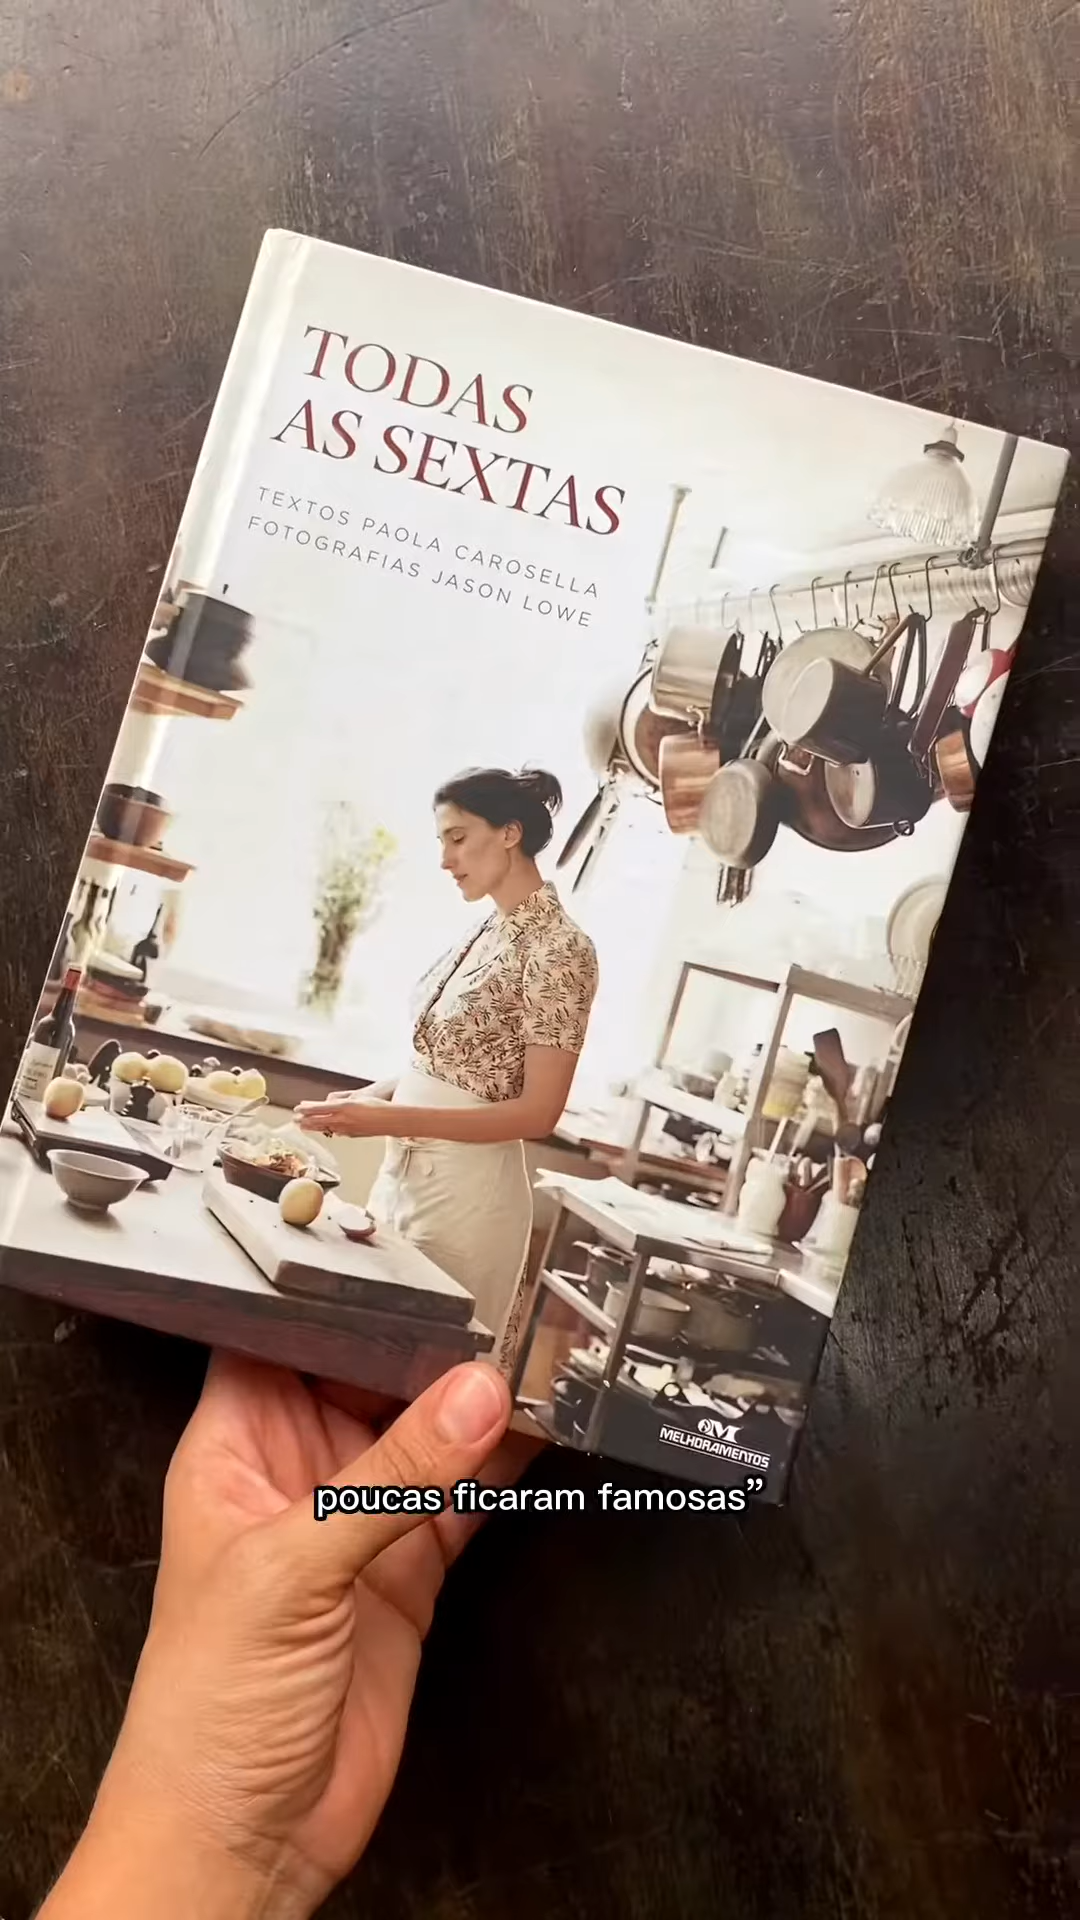 TODAS
AS SEXTAS
TEXTOS PAOLA CAROSELLA
FOTOGRAFIAS JASON LOWE
MELHORAMENTOS
poucas ficaram famosas”